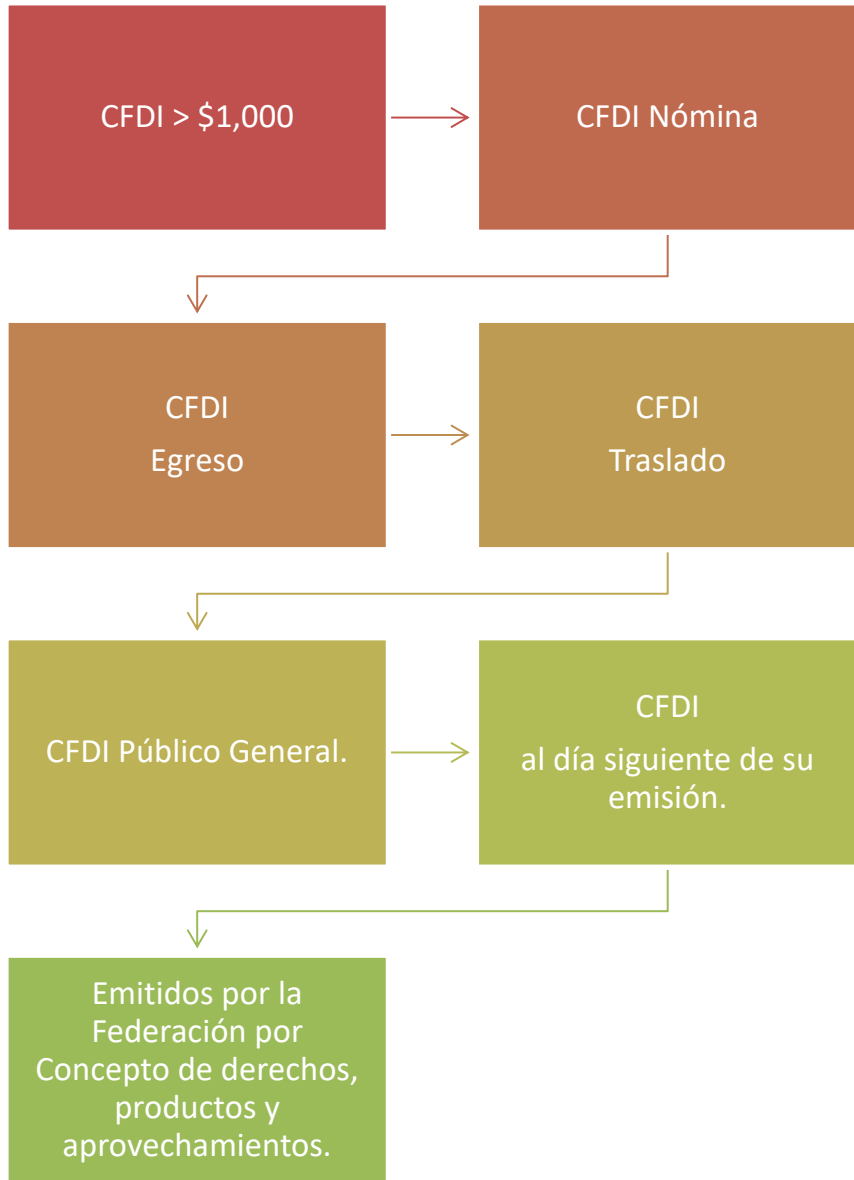 CFDI > $1,000
CFDI Nómina
CFDI
Egreso
CFDI
Traslado
CFDI Público General.
CFDI
al día siguiente de su
emisión.
Emitidos por la
Federación por
Concepto de derechos,
productos y
aprovechamientos.